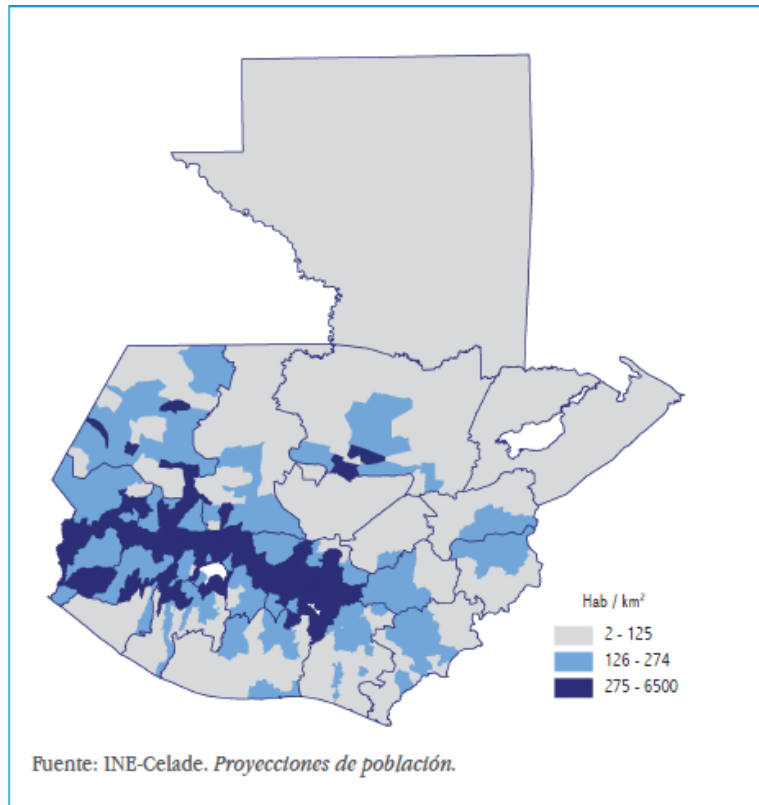 Hab / km²
2 - 125
126 - 274
275 - 6500
Fuente: INE-Celade. Proyecciones de población.